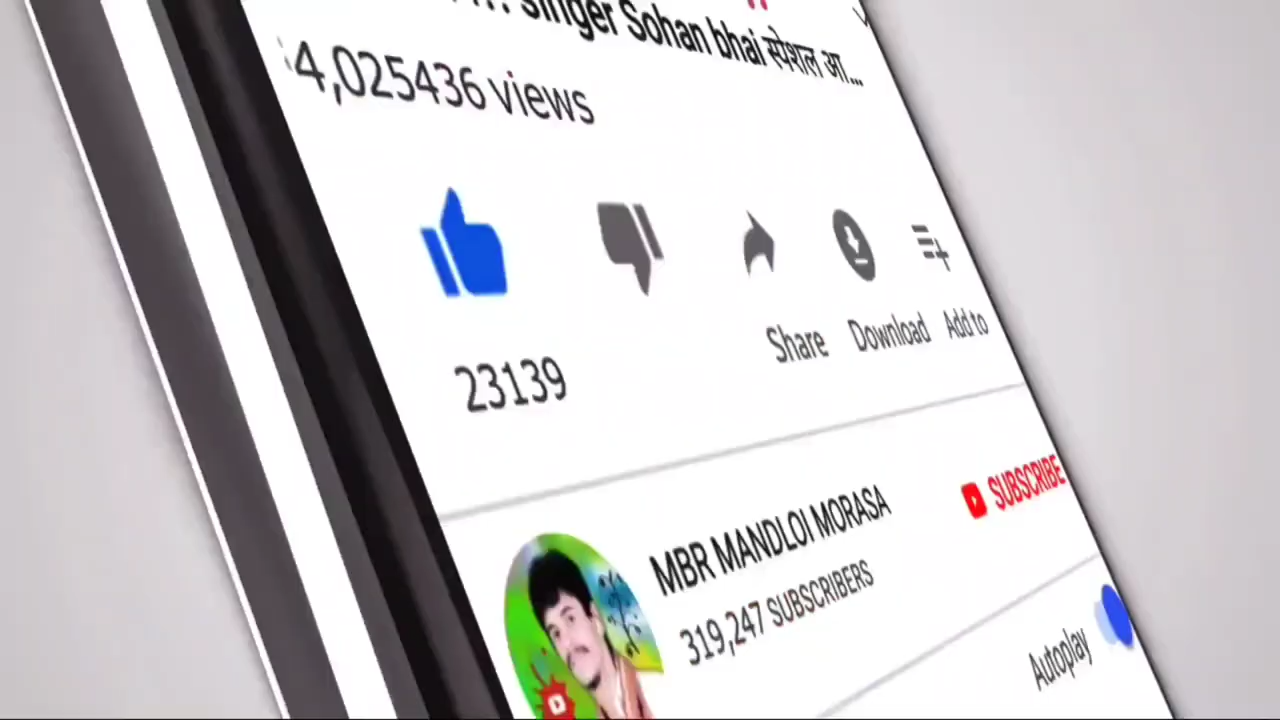 Singer Sohan bhai स्पेशल आ...
4,025436 views
23139
Share Download Add to
MBR MANDLOI MORASA
319,247 SUBSCRIBERS
SUBSCRIBE
Autoplay